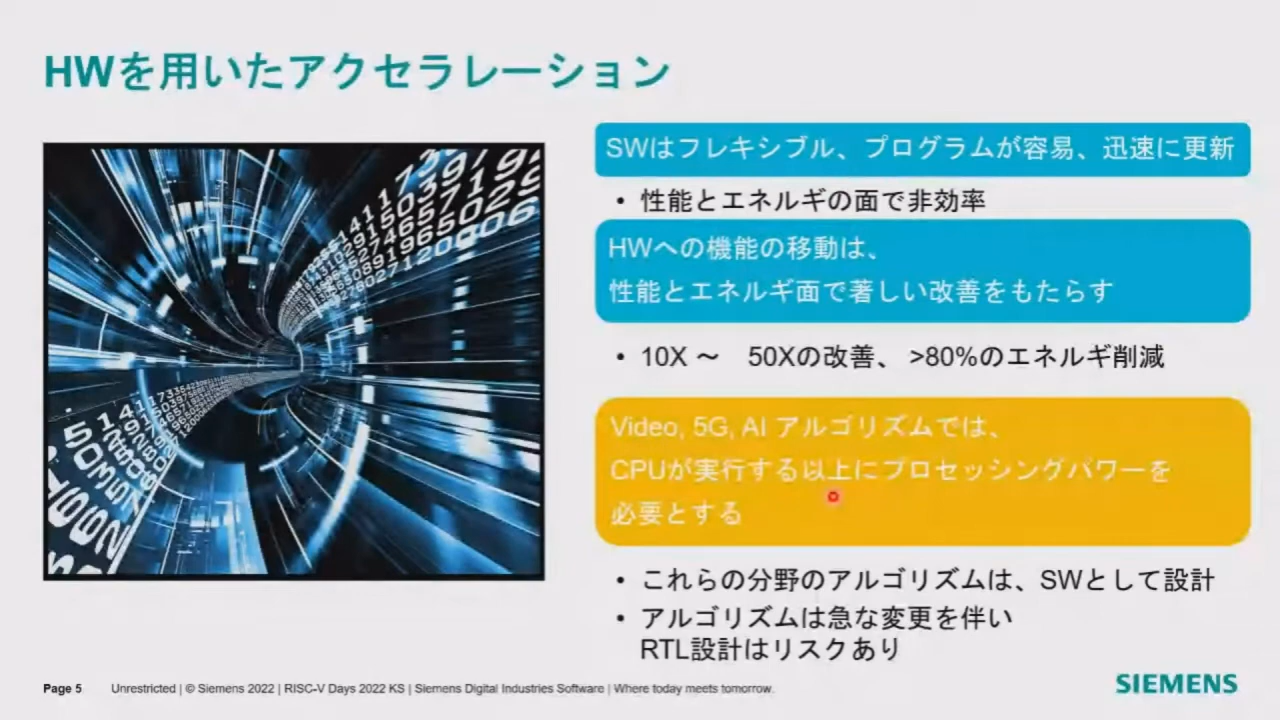 HWを用いたアクセラレーション
SWはフレキシブル、プログラムが容易、迅速に更新
• 性能とエネルギの面で非効率
HWへの機能の移動は、
性能とエネルギ面で著しい改善をもたらす
• 10X ～　50Xの改善、 >80%のエネルギ削減
Video, 5G, AI アルゴリズムでは、
CPUが実行する以上にプロセッシングパワーを
必要とする
• これらの分野のアルゴリズムは、SWとして設計
• アルゴリズムは急な変更を伴い
RTL設計はリスクあり
Page 5 Unrestricted | © Siemens 2022 | RISC-V Days 2022 KS | Siemens Digital Industries Software | Where today meets tomorrow.
SIEMENS